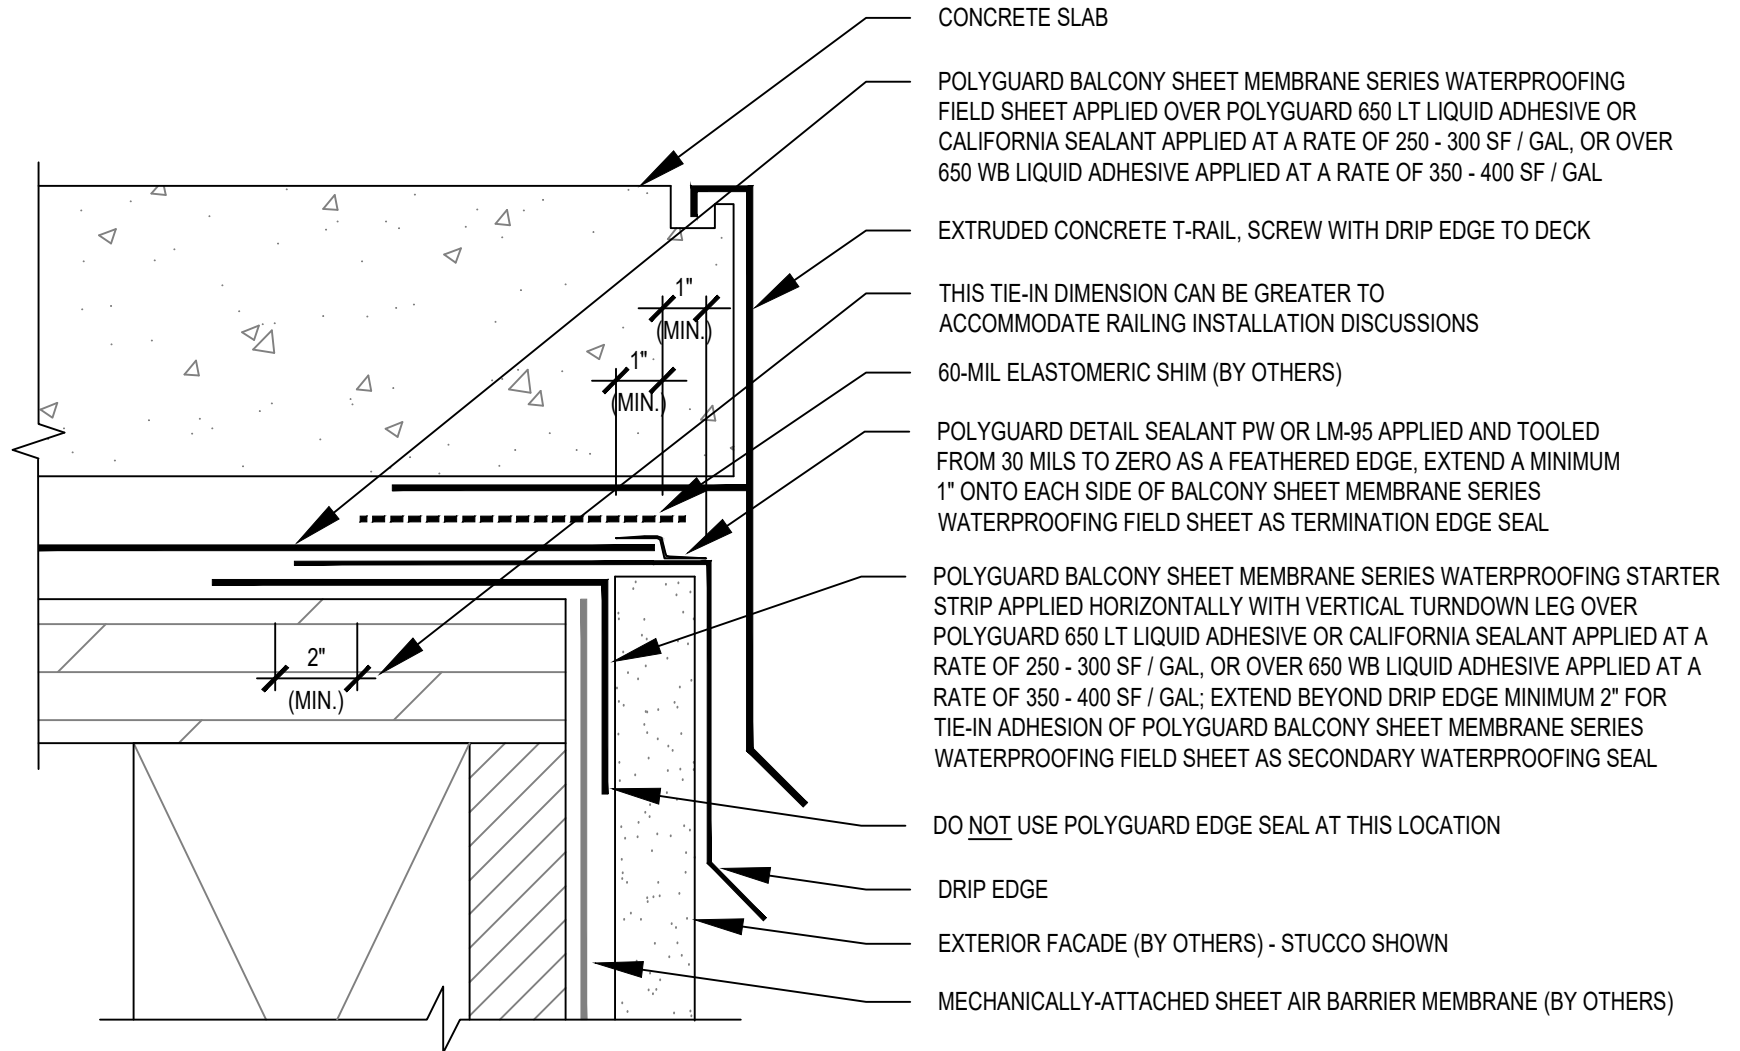 CONCRETE SLAB
POLYGUARD BALCONY SHEET MEMBRANE SERIES WATERPROOFING
FIELD SHEET APPLIED OVER POLYGUARD 650 LT LIQUID ADHESIVE OR
CALIFORNIA SEALANT APPLIED AT A RATE OF 250 - 300 SF / GAL, OR OVER
650 WB LIQUID ADHESIVE APPLIED AT A RATE OF 350 - 400 SF / GAL
EXTRUDED CONCRETE T-RAIL, SCREW WITH DRIP EDGE TO DECK
THIS TIE-IN DIMENSION CAN BE GREATER TO
ACCOMMODATE RAILING INSTALLATION DISCUSSIONS
60-MIL ELASTOMERIC SHIM (BY OTHERS)
POLYGUARD DETAIL SEALANT PW OR LM-95 APPLIED AND TOOLED
FROM 30 MILS TO ZERO AS A FEATHERED EDGE, EXTEND A MINIMUM
1" ONTO EACH SIDE OF BALCONY SHEET MEMBRANE SERIES
WATERPROOFING FIELD SHEET AS TERMINATION EDGE SEAL
POLYGUARD BALCONY SHEET MEMBRANE SERIES WATERPROOFING STARTER
STRIP APPLIED HORIZONTALLY WITH VERTICAL TURNDOWN LEG OVER
POLYGUARD 650 LT LIQUID ADHESIVE OR CALIFORNIA SEALANT APPLIED AT A
RATE OF 250 - 300 SF / GAL, OR OVER 650 WB LIQUID ADHESIVE APPLIED AT A
RATE OF 350 - 400 SF / GAL; EXTEND BEYOND DRIP EDGE MINIMUM 2" FOR
TIE-IN ADHESION OF POLYGUARD BALCONY SHEET MEMBRANE SERIES
WATERPROOFING FIELD SHEET AS SECONDARY WATERPROOFING SEAL
DO NOT USE POLYGUARD EDGE SEAL AT THIS LOCATION
DRIP EDGE
EXTERIOR FACADE (BY OTHERS) - STUCCO SHOWN
MECHANICALLY-ATTACHED SHEET AIR BARRIER MEMBRANE (BY OTHERS)
1"
(MIN.)
1"
(MIN.)
2"
(MIN.)